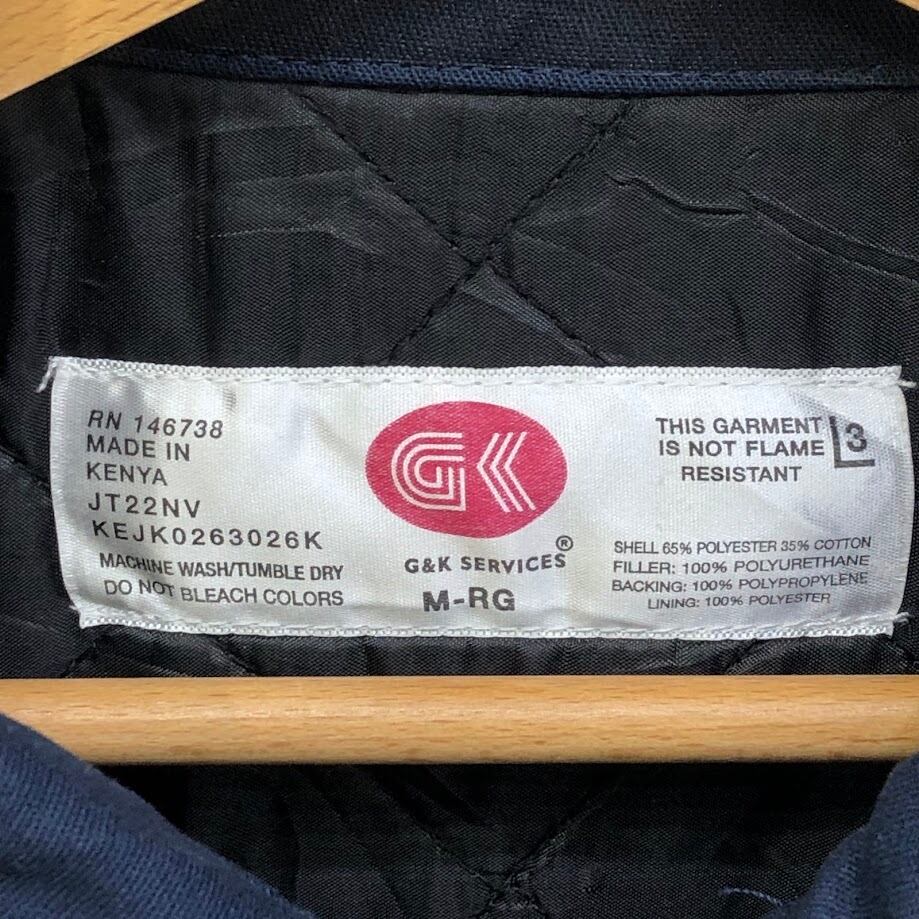 RN 146738
MADE IN
KENYA
JT22NV
KEJK0263026K
MACHINE WASH/TUMBLE DRY
DO NOT BLEACH COLORS
GK
G&K SERVICES®
M-RG
THIS GARMENT
IS NOT FLAME
RESISTANT
3
SHELL 65% POLYESTER 35% COTTON
FILLER: 100% POLYURETHANE
BACKING: 100% POLYPROPYLENE
LINING: 100% POLYESTER